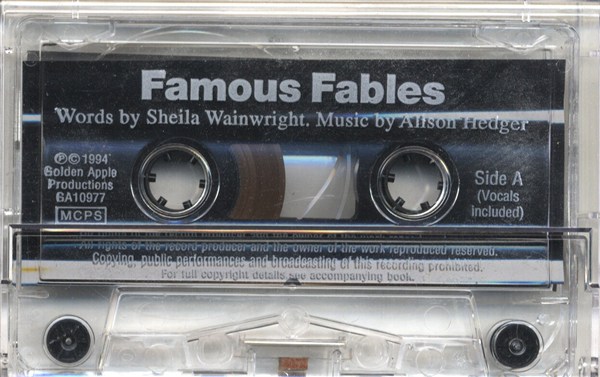 Famous Fables
Words by Sheila Wainwright. Music by Alison Hedger
℗ © 1994
Golden Apple
Productions
GA10977
MCPS
Side A
(Vocals
included)
All rights of the record producer and the owner of the work reproduced reserved.
Copying, public performances and broadcasting of this recording prohibited.
For full copyright details see accompanying book.